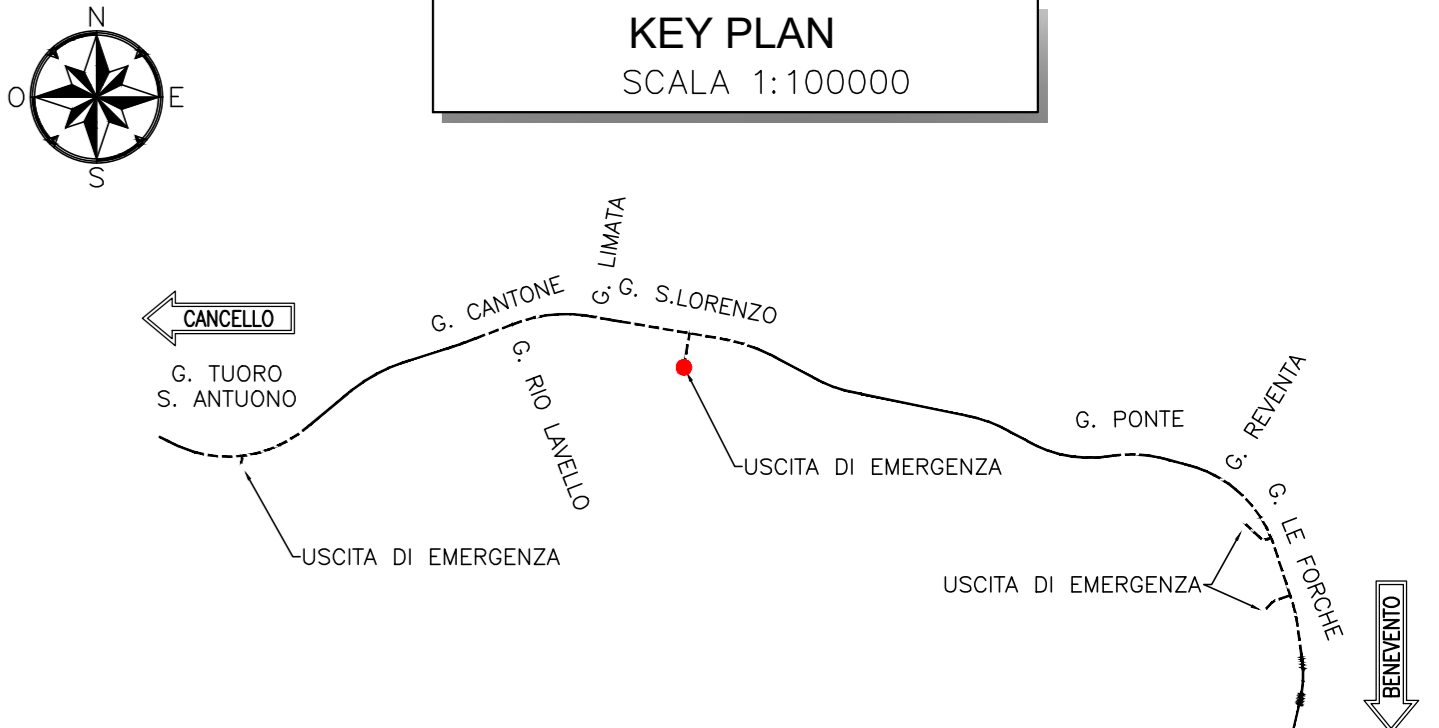 KEY PLAN
SCALA 1:100000
N
O
E
S
CANCELLO
G. TUORO
S. ANTUONO
G. CANTONE
G. LIMATA
G. S.LORENZO
G. RIO LAVELLO
USCITA DI EMERGENZA
USCITA DI EMERGENZA
G. PONTE
G. REVENTA
G. LE FORCHE
USCITA DI EMERGENZA
BENEVENTO